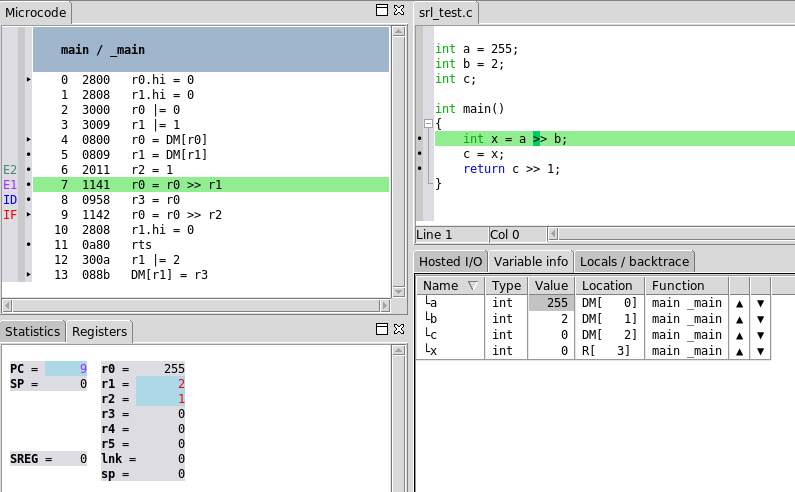 Microcode
main / _main
0 2800 r0.hi = 0
1 2808 r1.hi = 0
2 3000 r0 |= 0
3 3009 r1 |= 1
4 0800 r0 = DM[r0]
5 0809 r1 = DM[r1]
E2 6 2011 r2 = 1
E1 7 1141 r0 = r0 >> r1
ID 8 0958 r3 = r0
IF 9 1142 r0 = r0 >> r2
10 2808 r1.hi = 0
11 0a80 rts
12 300a r1 |= 2
13 088b DM[r1] = r3
Statistics Registers
PC = 9 r0 = 255
SP = 0 r1 = 2
r2 = 1
r3 = 0
r4 = 0
r5 = 0
SREG = 0 lnk = 0
sp = 0
srl_test.c
int a = 255;
int b = 2;
int c;
int main()
{
int x = a >> b;
c = x;
return c >> 1;
}
Line 1 Col 0
Hosted I/O Variable info Locals / backtrace
Name Type Value Location Function
a int 255 DM[ 0] main _main
b int 2 DM[ 1] main _main
c int 0 DM[ 2] main _main
x int 0 R[ 3] main _main